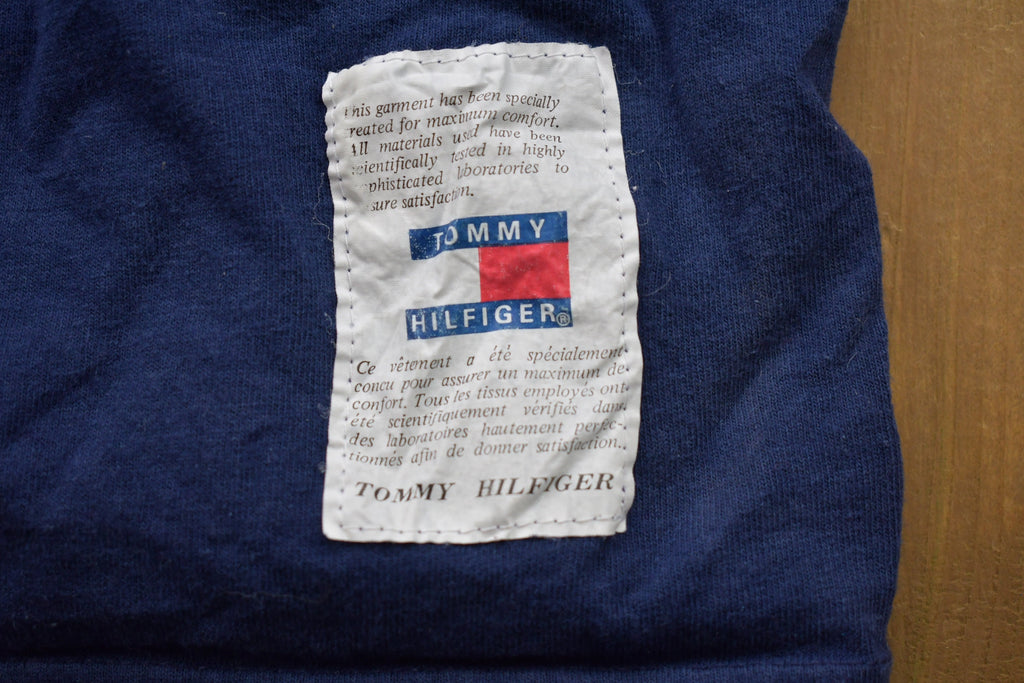 this garment has been specially
reated for maximum comfort.
All materials used have been
cientifically tested in highly
phisticated laboratories to
sure satisfaction.
TOMMY
HILFIGER®
Ce vêtement a été spécialement
concu pour assurer un maximum de
confort. Tous les tissus employés ont
été scientifiquement vérifiés dans
des laboratoires hautement perfec-
tionnés afin de donner satisfaction.
TOMMY HILFIGER